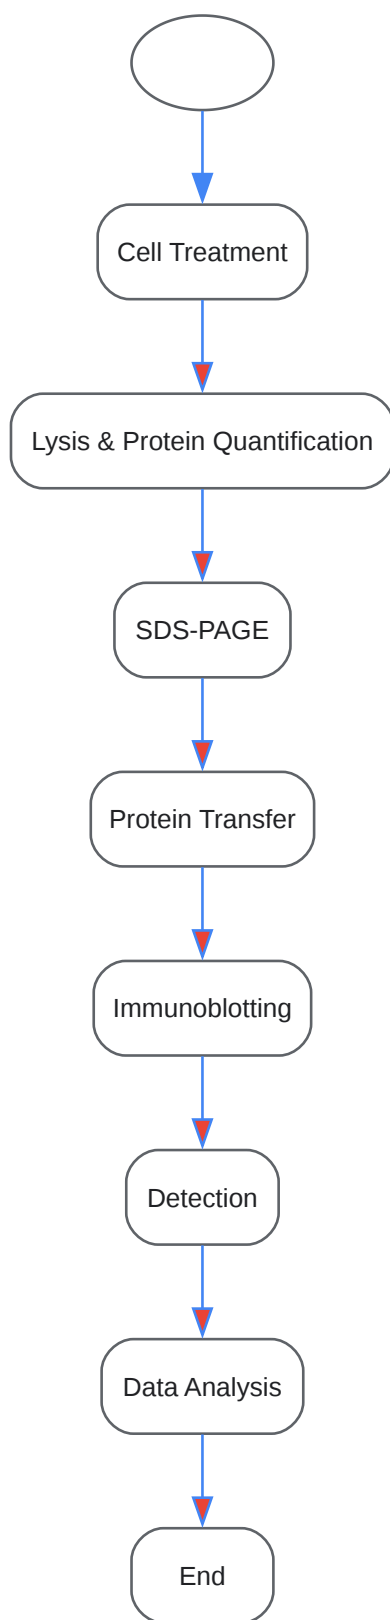 Cell Treatment
Lysis & Protein Quantification
SDS-PAGE
Protein Transfer
Immunoblotting
Detection
Data Analysis
End